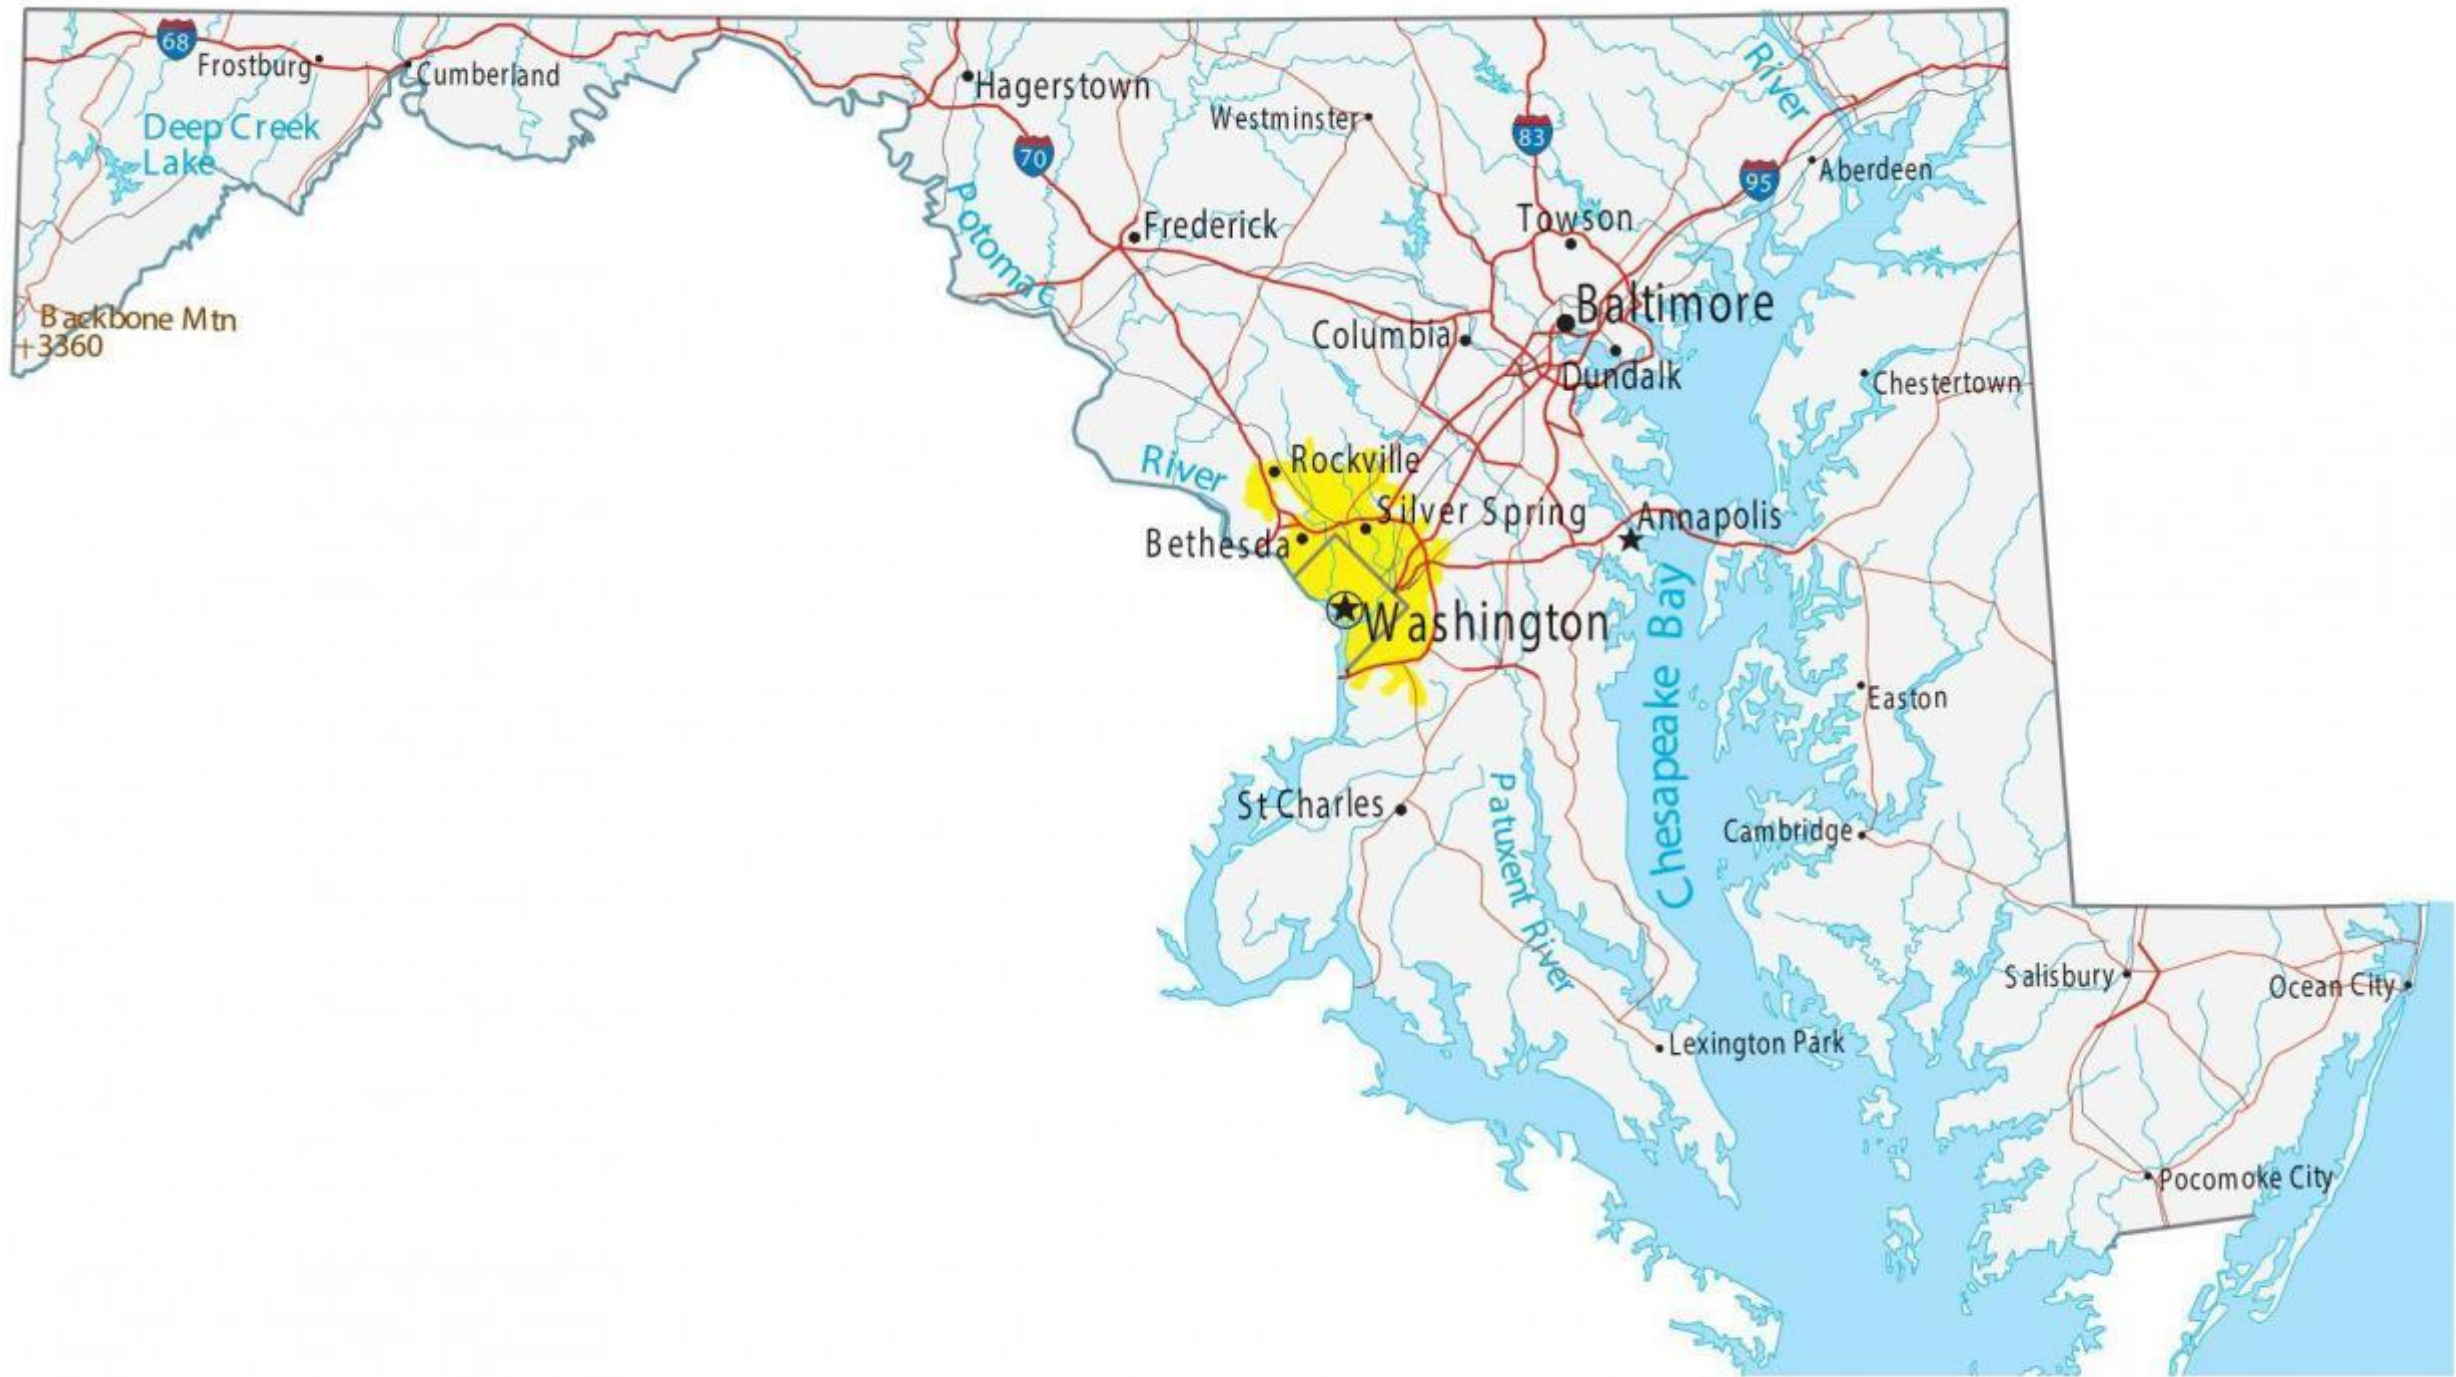 68
Frostburg
Cumberland
Deep Creek
Lake
Backbone Mtn
+3360
Hagerstown
70
Westminster
83
River
95
Aberdeen
Potomac
Frederick
Towson
Baltimore
Columbia
Dundalk
Chestertown
River
Rockville
Silver Spring
Bethesda
Annapolis
Washington
Chesapeake Bay
Easton
St Charles
Patuxent River
Cambridge
Salisbury
Ocean City
Lexington Park
Pocomoke City